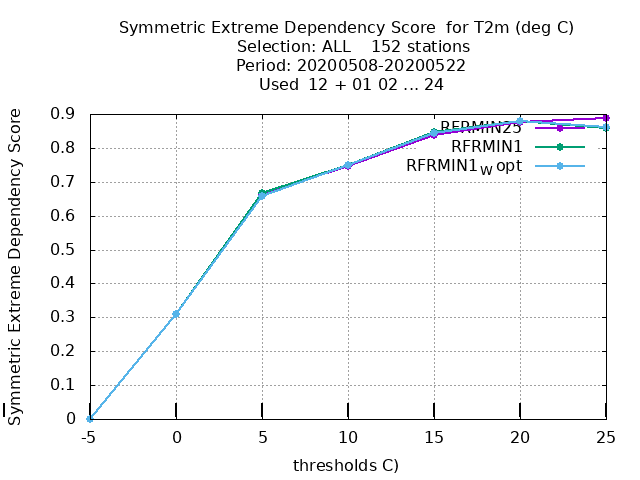 Symmetric Extreme Dependency Score for T2m (deg C)
Selection: ALL 152 stations
Period: 20200508-20200522
Used 12 + 01 02 ... 24
Symmetric Extreme Dependency Score
0.9
0.8
0.7
0.6
0.5
0.4
0.3
0.2
0.1
0
RFRMIN25
RFRMIN1
RFRMIN1W opt
-5 0 5 10 15 20 25
thresholds C)